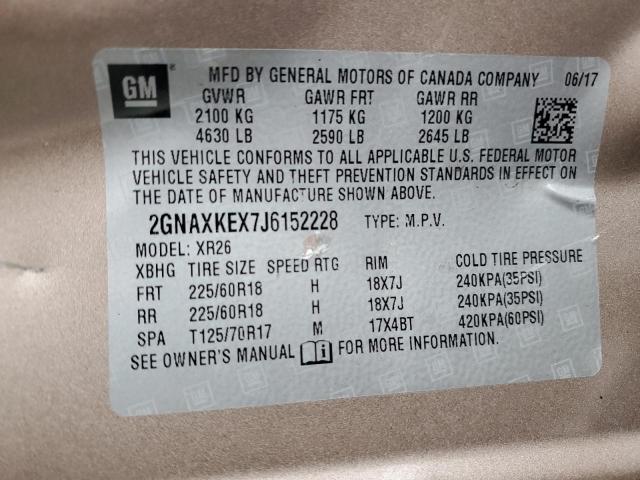 GM
MFD BY GENERAL MOTORS OF CANADA COMPANY 06/17
GVWR GAWR FRT GAWR RR
2100 KG 1175 KG 1200 KG
4630 LB 2590 LB 2645 LB
THIS VEHICLE CONFORMS TO ALL APPLICABLE U.S. FEDERAL MOTOR
VEHICLE SAFETY AND THEFT PREVENTION STANDARDS IN EFFECT ON
THE DATE OF MANUFACTURE SHOWN ABOVE.
2GNAXKEX7J6152228 TYPE: M.P.V.
MODEL: XR26
XBHG TIRE SIZE SPEED RTG RIM COLD TIRE PRESSURE
FRT 225/60R18 H 18X7J 240KPA(35PSI)
RR 225/60R18 H 18X7J 240KPA(35PSI)
SPA T125/70R17 M 17X4BT 420KPA(60PSI)
SEE OWNER'S MANUAL FOR MORE INFORMATION.